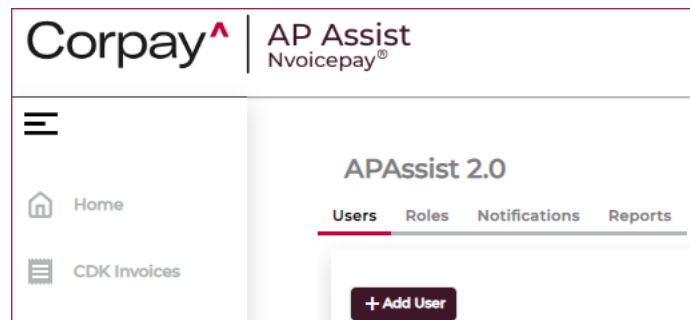 Corpay^ AP Assist
Nvoicepay®
APAssist 2.0
Home
Users Roles Notifications Reports
CDK Invoices
+ Add User